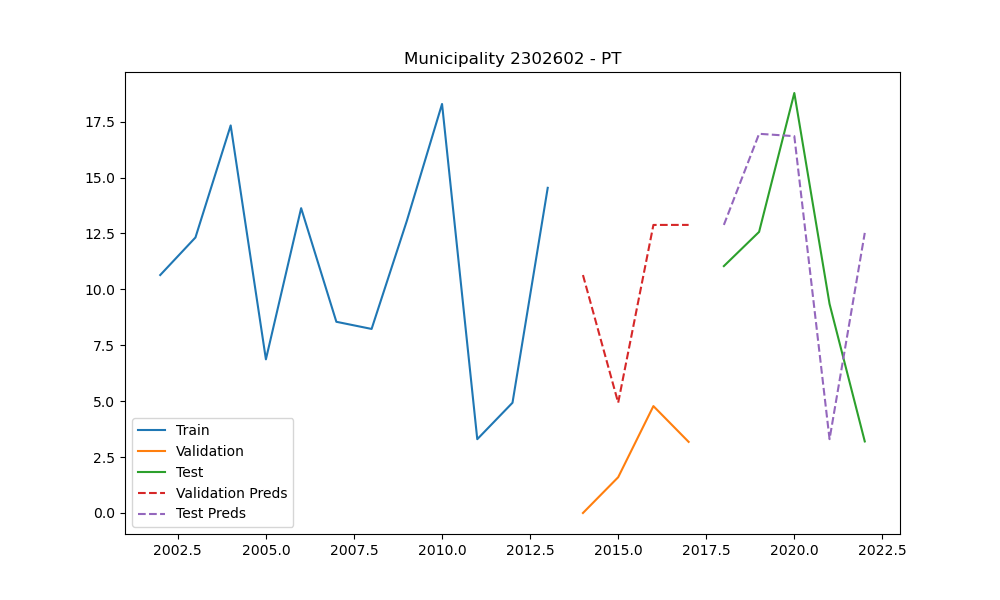 Municipality 2302602 - PT
17.5
15.0
12.5
10.0
7.5
5.0
2.5
0.0
Train
Validation
Test
Validation Preds
Test Preds
2002.5 2005.0 2007.5 2010.0 2012.5 2015.0 2017.5 2020.0 2022.5